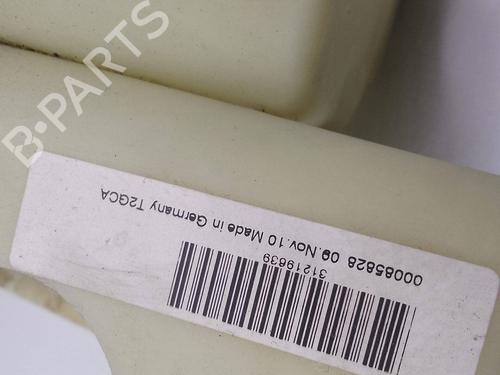 B-PARTS
31219639
00085828 09.Nov.10 Made in Germany T2GCA